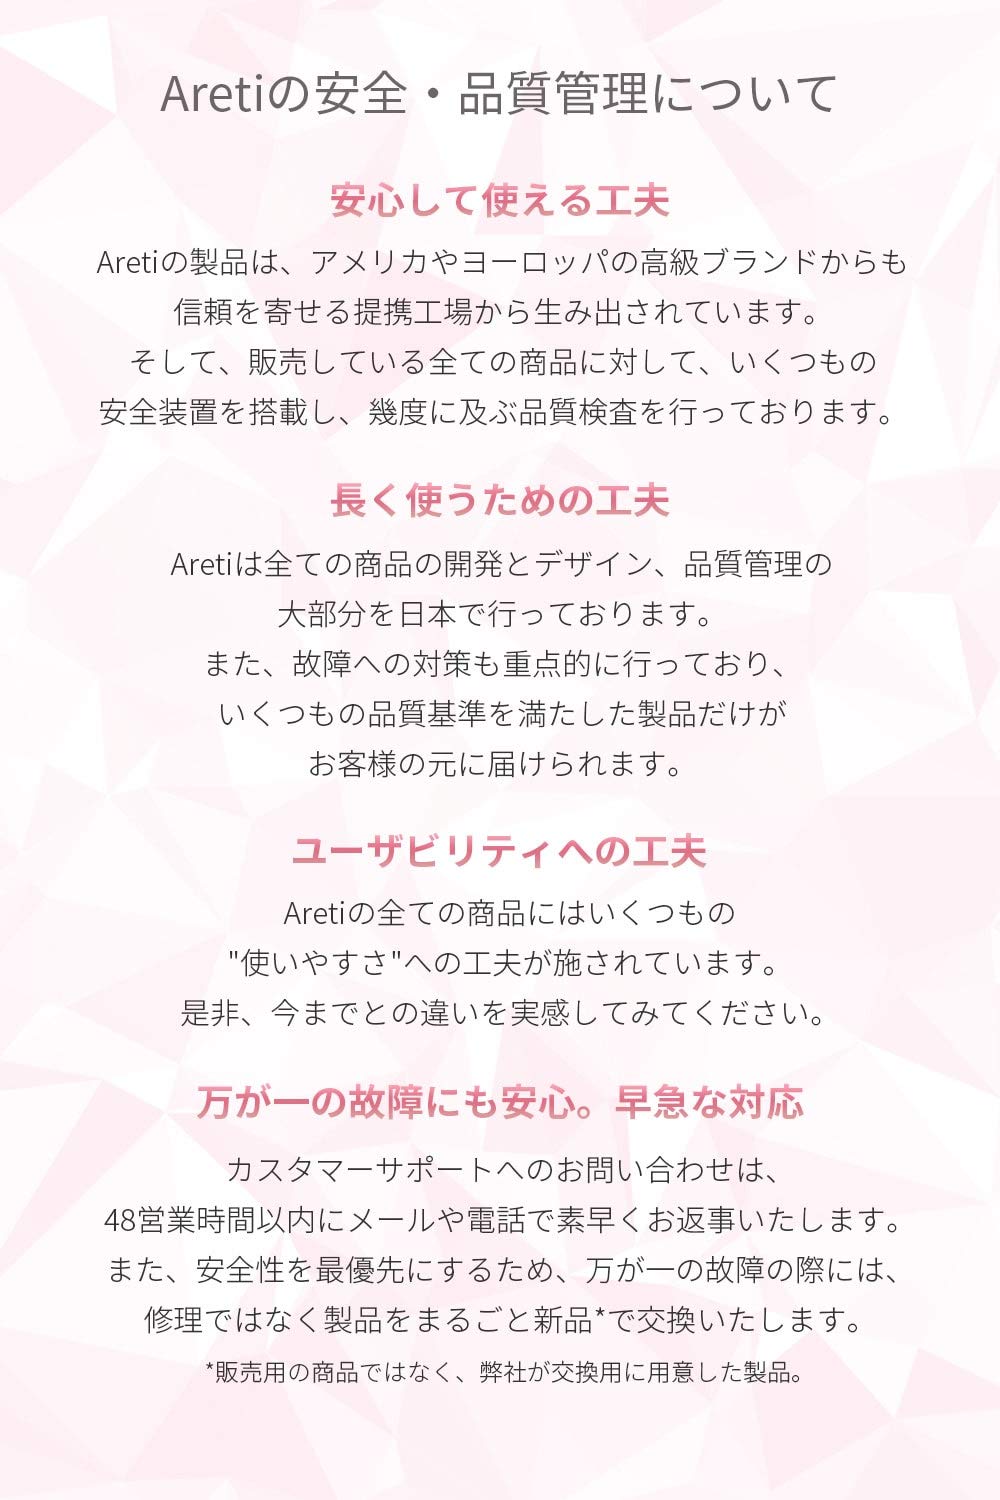 Aretiの安全・品質管理について
安心して使える工夫
Aretiの製品は、アメリカやヨーロッパの高級ブランドからも
信頼を寄せる提携工場から生み出されています。
そして、販売している全ての商品に対して、いくつもの
安全装置を搭載し、幾度に及ぶ品質検査を行っております。
長く使うための工夫
Aretiは全ての商品の開発とデザイン、品質管理の
大部分を日本で行っております。
また、故障への対策も重点的に行っており、
いくつもの品質基準を満たした製品だけが
お客様の元に届けられます。
ユーザビリティへの工夫
Aretiの全ての商品にはいくつもの
"使いやすさ"への工夫が施されています。
是非、今までとの違いを実感してみてください。
万が一の故障にも安心。早急な対応
カスタマーサポートへのお問い合わせは、
48営業時間以内にメールや電話で素早くお返事いたします。
また、安全性を最優先にするため、万が一の故障の際には、
修理ではなく製品をまるごと新品*で交換いたします。
*販売用の商品ではなく、弊社が交換用に用意した製品。